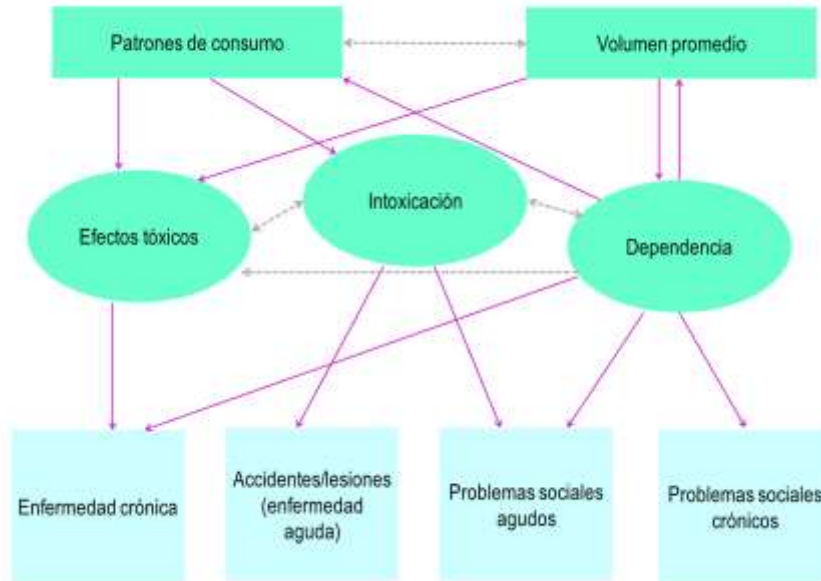 Patrones de consumo
Volumen promedio
Efectos tóxicos
Intoxicación
Dependencia
Enfermedad crónica
Accidentes/lesiones
(enfermedad
aguda)
Problemas sociales
agudos
Problemas sociales
crónicos